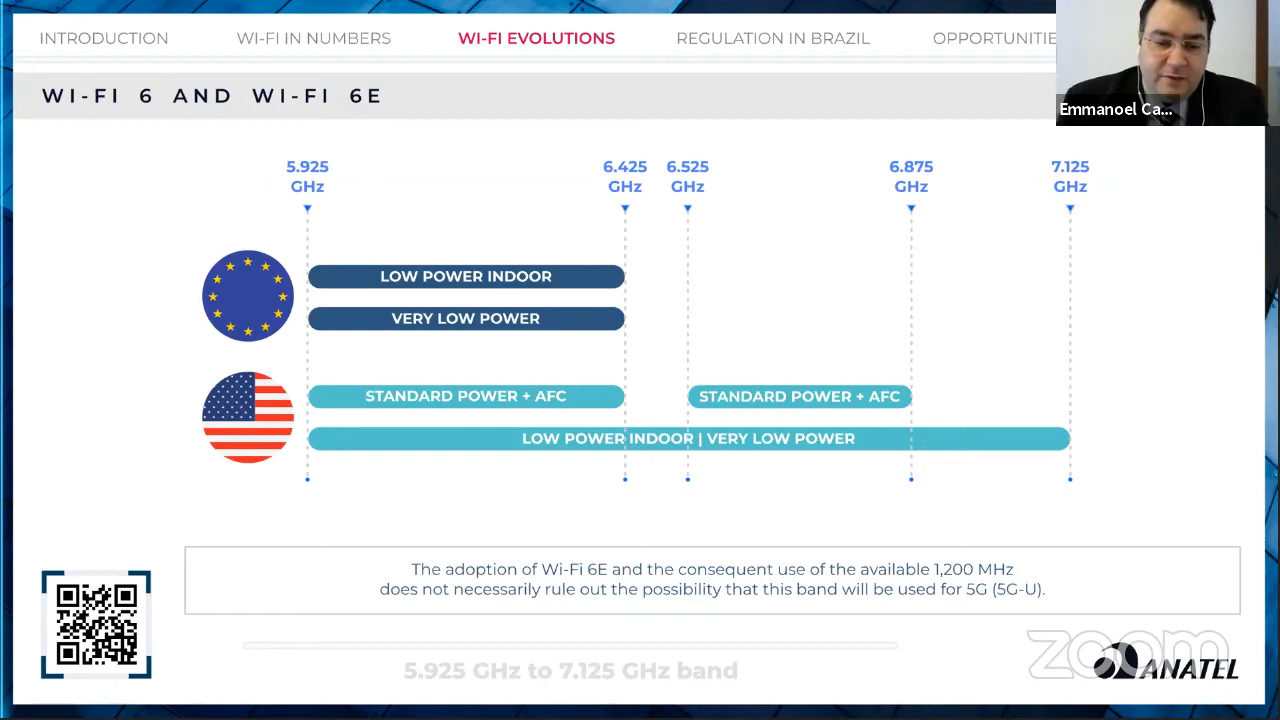 INTRODUCTION
WI-FI IN NUMBERS
WI-FI EVOLUTIONS
REGULATION IN BRAZIL
OPPORTUNITIE
Emmanoel Ca...
WI-FI 6 AND WI-FI 6E
5.925
GHz
6.425
GHz
6.525
GHz
6.875
GHz
7.125
GHz
LOW POWER INDOOR
VERY LOW POWER
STANDARD POWER + AFC
STANDARD POWER + AFC
LOW POWER INDOOR | VERY LOW POWER
The adoption of Wi-Fi 6E and the consequent use of the available 1,200 MHz
does not necessarily rule out the possibility that this band will be used for 5G (5G-U).
5.925 GHz to 7.125 GHz band
zoom
ANATEL